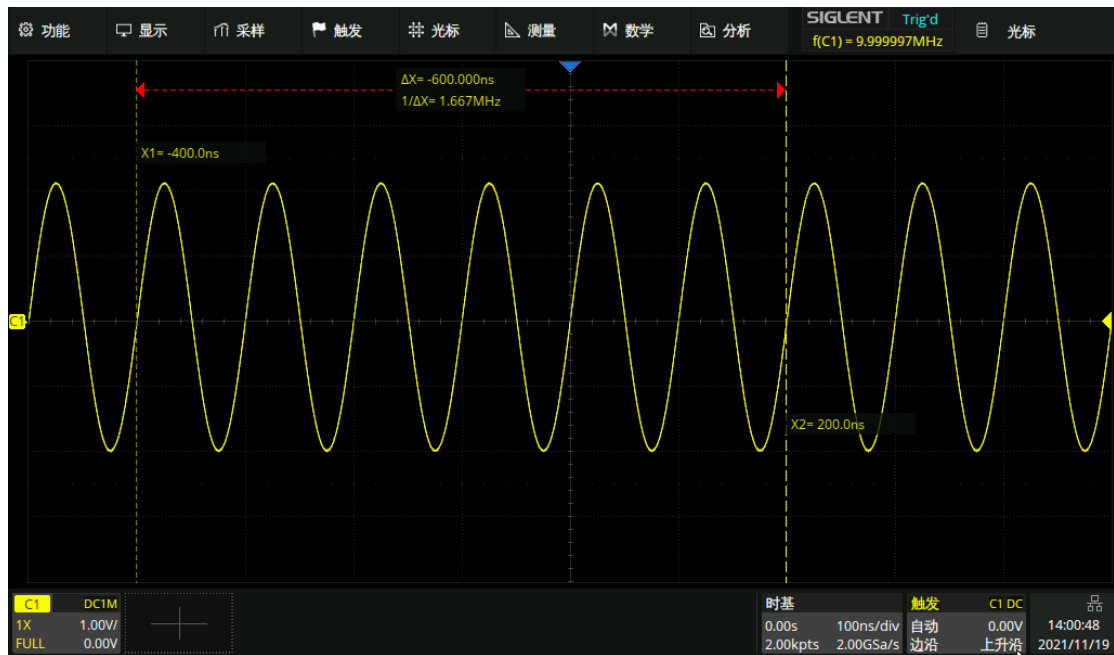 功能 显示 采样 触发 光标 测量 数学 分析 SIGLENT Trig'd 光标
f(C1) = 9.999997MHz
ΔX= -600.000ns
1/ΔX= 1.667MHz
X1= -400.0ns
C1
X2= 200.0ns
C1 DC1M
1X 1.00V/
FULL 0.00V
时基
0.00s 100ns/div
2.00kpts 2.00GSa/s
触发 C1 DC
自动 0.00V
边沿 上升沿
14:00:48
2021/11/19